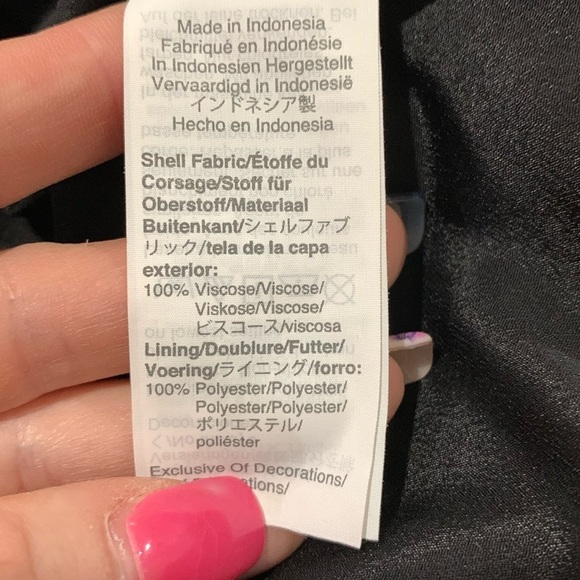 Made in Indonesia
Fabriqué en Indonésie
In Indonesien Hergestellt
Vervaardigd in Indonesië
インドネシア製
Hecho en Indonesia
Shell Fabric/Étoffe du
Corsage/Stoff für
Oberstoff/Materiaal
Buitenkant/シェルファブ
リック/tela de la capa
exterior:
100% Viscose/Viscose/
Viskose/Viscose/
ビスコース/viscosa
Lining/Doublure/Futter/
Voering/ライニング/forro:
100% Polyester/Polyester/
Polyester/Polyester/
ポリエステル/
poliéster
Exclusive Of Decorations/